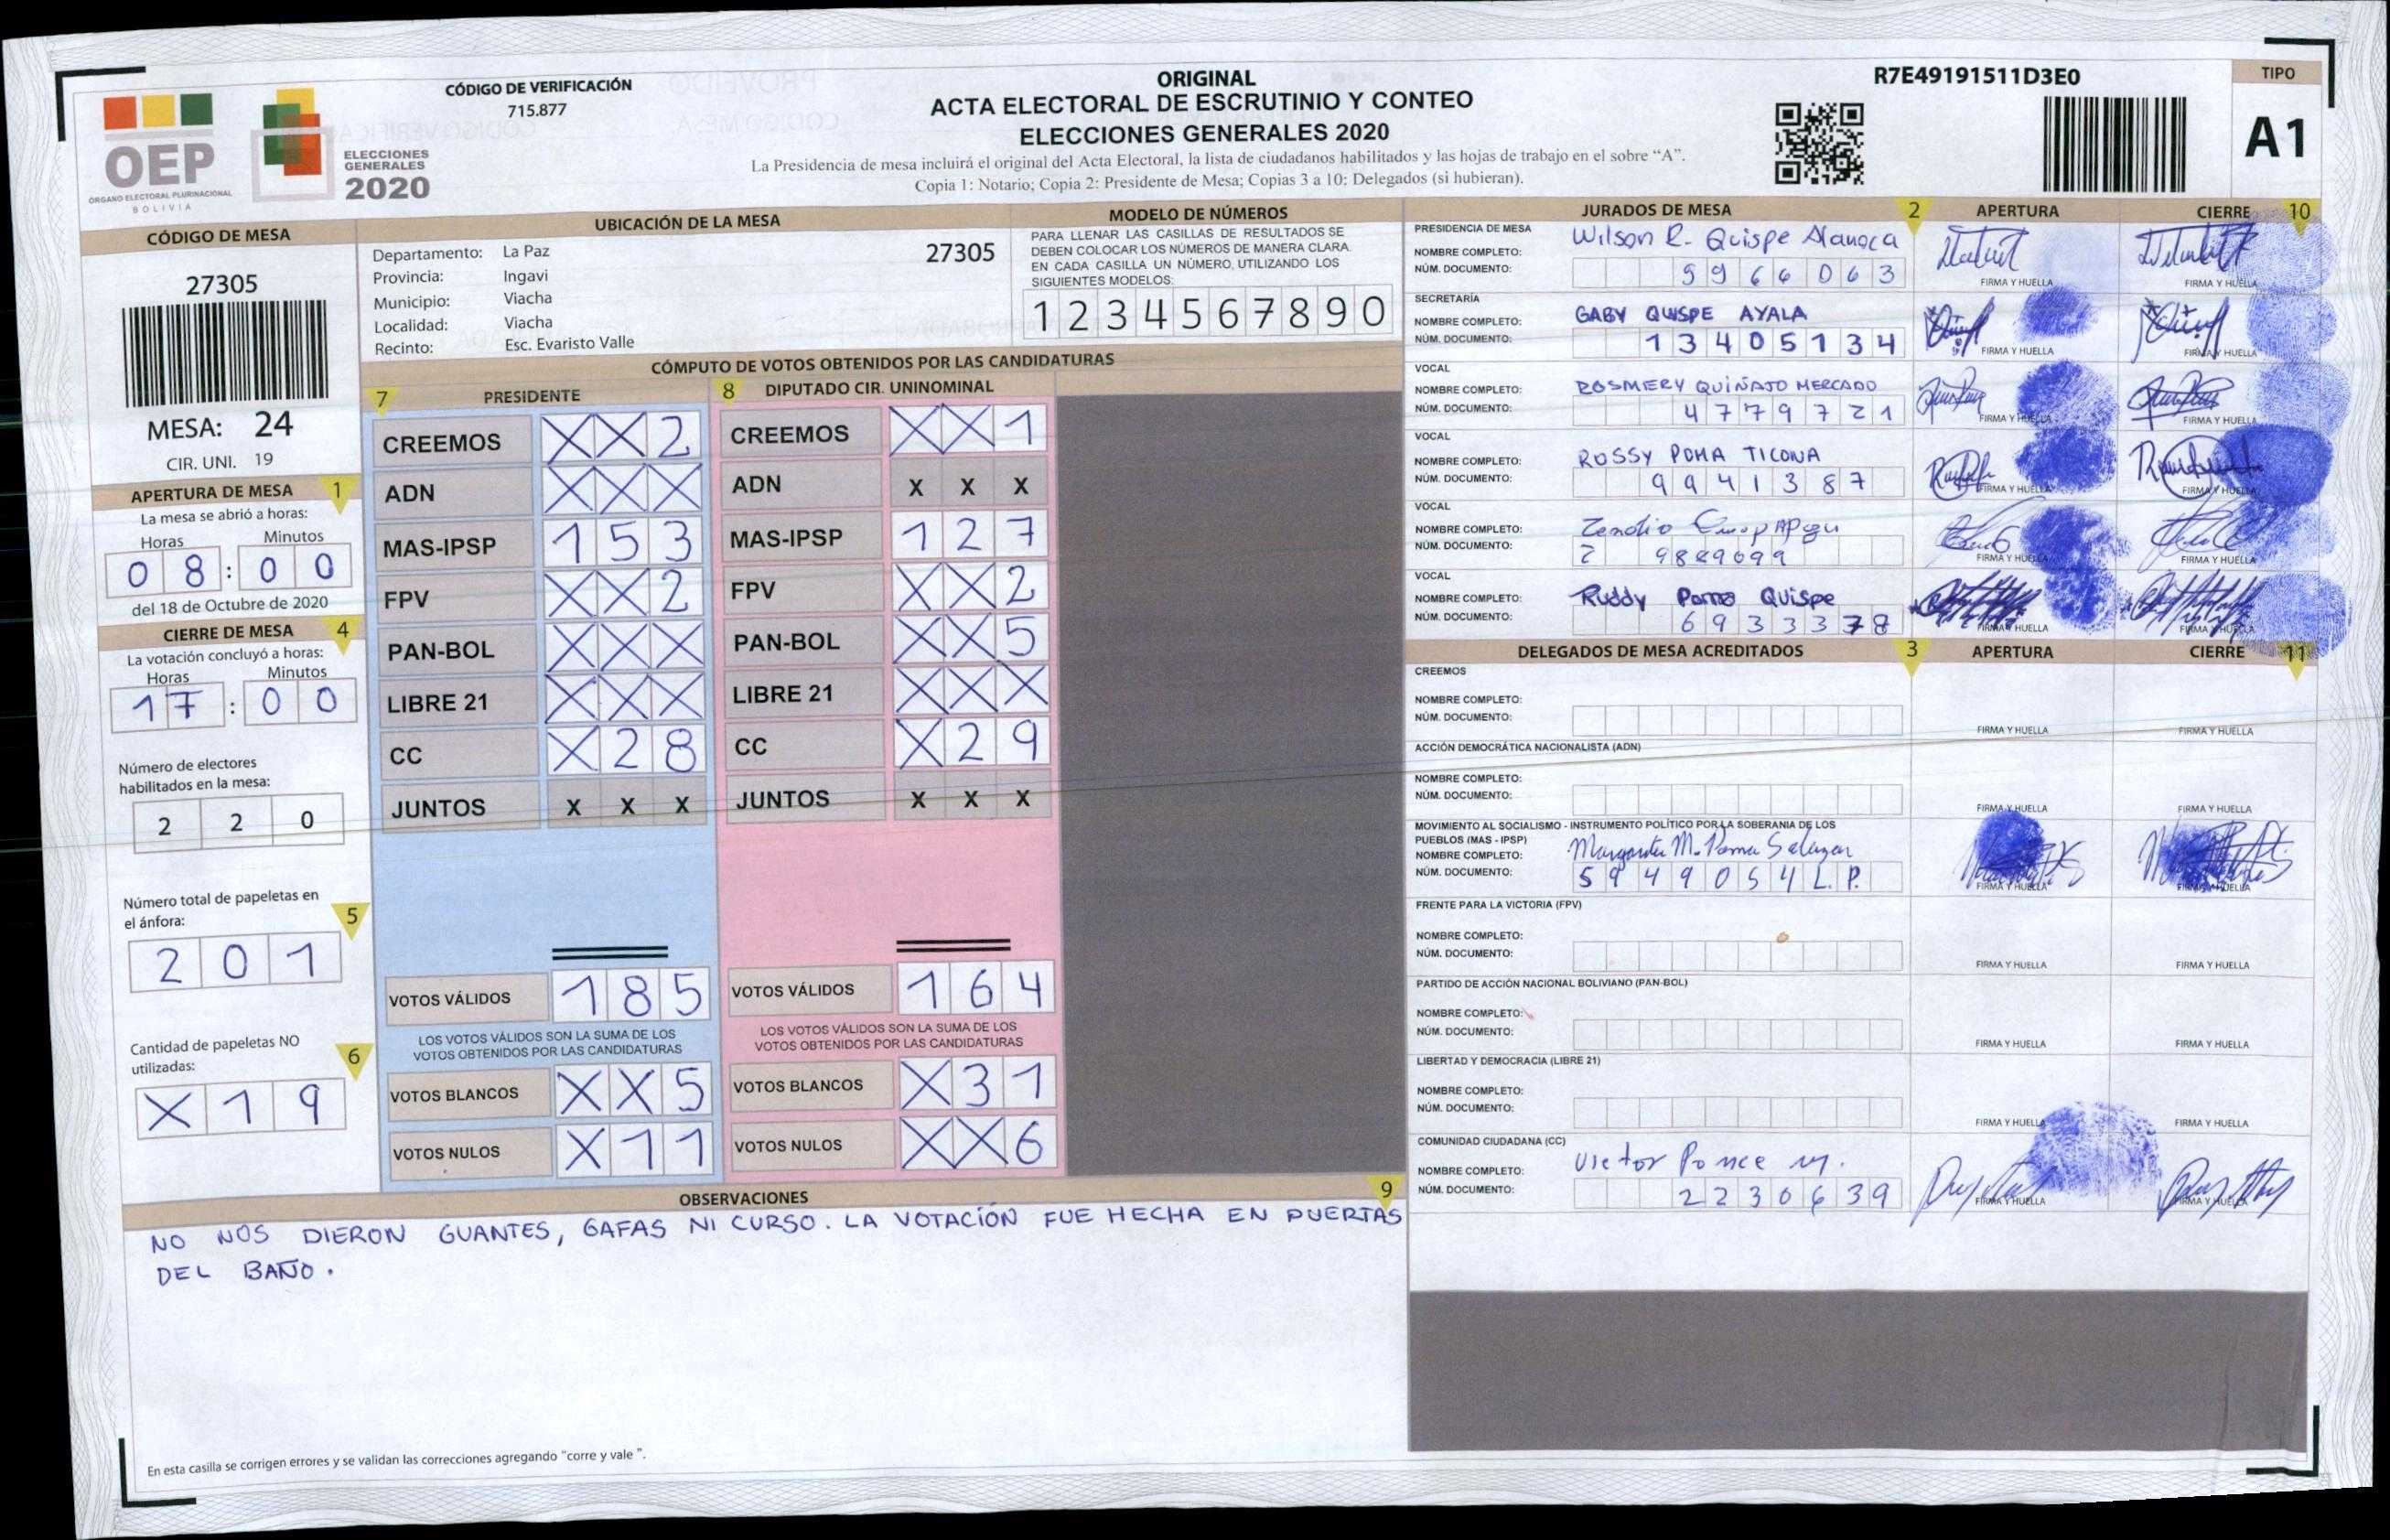 CÓDIGO DE VERIFICACIÓN
715.877
ORIGINAL
ACTA ELECTORAL DE ESCRUTINIO Y CONTEO
ELECCIONES GENERALES 2020
La Presidencia de mesa incluirá el original del Acta Electoral, la lista de ciudadanos habilitados y las hojas de trabajo en el sobre “A”.
Copia 1: Notario; Copia 2: Presidente de Mesa; Copias 3 a 10: Delegados (si hubieran).
R7E49191511D3E0
TIPO
A1
OEP
ÓRGANO ELECTORAL PLURINACIONAL
BOLIVIA
ELECCIONES
GENERALES
2020
CÓDIGO DE MESA
27305
MESA: 24
CIR. UNI. 19
APERTURA DE MESA 1
La mesa se abrió a horas:
Horas Minutos
0 8 : 0 0
del 18 de Octubre de 2020
CIERRE DE MESA 4
La votación concluyó a horas:
Horas Minutos
1 7 : 0 0
Número de electores
habilitados en la mesa:
2 2 0
Número total de papeletas en
el ánfora: 5
2 0 1
Cantidad de papeletas NO
utilizadas: 6
X 1 9
UBICACIÓN DE LA MESA
Departamento: La Paz 27305
Provincia: Ingavi
Municipio: Viacha
Localidad: Viacha
Recinto: Esc. Evaristo Valle
MODELO DE NÚMEROS
PARA LLENAR LAS CASILLAS DE RESULTADOS SE
DEBEN COLOCAR LOS NÚMEROS DE MANERA CLARA.
EN CADA CASILLA UN NÚMERO, UTILIZANDO LOS
SIGUIENTES MODELOS:
1 2 3 4 5 6 7 8 9 0
CÓMPUTO DE VOTOS OBTENIDOS POR LAS CANDIDATURAS
7 PRESIDENTE
CREEMOS X X 2
ADN X X X
MAS-IPSP 1 5 3
FPV X X 2
PAN-BOL X X X
LIBRE 21 X X X
CC X 2 8
JUNTOS X X X
VOTOS VÁLIDOS 1 8 5
LOS VOTOS VÁLIDOS SON LA SUMA DE LOS
VOTOS OBTENIDOS POR LAS CANDIDATURAS
VOTOS BLANCOS X X 5
VOTOS NULOS X 1 1
8 DIPUTADO CIR. UNINOMINAL
CREEMOS X X 1
ADN X X X
MAS-IPSP 1 2 7
FPV X X 2
PAN-BOL X X 5
LIBRE 21 X X X
CC X 2 9
JUNTOS X X X
VOTOS VÁLIDOS 1 6 4
LOS VOTOS VÁLIDOS SON LA SUMA DE LOS
VOTOS OBTENIDOS POR LAS CANDIDATURAS
VOTOS BLANCOS X 3 1
VOTOS NULOS X X 6
OBSERVACIONES 9
NO NOS DIERON GUANTES, GAFAS NI CURSO. LA VOTACIÓN FUE HECHA EN PUERTAS
DEL BAÑO.
En esta casilla se corrigen errores y se validan las correcciones agregando “corre y vale”.
JURADOS DE MESA 2 APERTURA CIERRE 10
PRESIDENCIA DE MESA
NOMBRE COMPLETO: Wilson R. Quispe Alanoca
NÚM. DOCUMENTO: 5 9 6 6 0 6 3
FIRMA Y HUELLA FIRMA Y HUELLA
SECRETARÍA
NOMBRE COMPLETO: GABY QUISPE AYALA
NÚM. DOCUMENTO: 1 3 4 0 5 1 3 4
FIRMA Y HUELLA FIRMA Y HUELLA
VOCAL
NOMBRE COMPLETO: ROSMERY QUIÑAJO MERCADO
NÚM. DOCUMENTO: 4 7 7 9 7 2 1
FIRMA Y HUELLA FIRMA Y HUELLA
VOCAL
NOMBRE COMPLETO: ROSSY POMA TICONA
NÚM. DOCUMENTO: 9 9 4 1 3 8 7
FIRMA Y HUELLA FIRMA Y HUELLA
VOCAL
NOMBRE COMPLETO:
NÚM. DOCUMENTO:
FIRMA Y HUELLA FIRMA Y HUELLA
VOCAL
NOMBRE COMPLETO: Ruddy Poma Quispe
NÚM. DOCUMENTO: 6 9 3 3 3 7 8
FIRMA Y HUELLA FIRMA Y HUELLA
DELEGADOS DE MESA ACREDITADOS 3 APERTURA CIERRE 11
CREEMOS
NOMBRE COMPLETO:
NÚM. DOCUMENTO:
FIRMA Y HUELLA FIRMA Y HUELLA
ACCIÓN DEMOCRÁTICA NACIONALISTA (ADN)
NOMBRE COMPLETO:
NÚM. DOCUMENTO:
FIRMA Y HUELLA FIRMA Y HUELLA
MOVIMIENTO AL SOCIALISMO - INSTRUMENTO POLÍTICO POR LA SOBERANIA DE LOS
PUEBLOS (MAS - IPSP)
NOMBRE COMPLETO: Margarita M. Poma Salazar
NÚM. DOCUMENTO: 5 9 4 9 0 5 4 L. P.
FIRMA Y HUELLA FIRMA Y HUELLA
FRENTE PARA LA VICTORIA (FPV)
NOMBRE COMPLETO:
NÚM. DOCUMENTO:
FIRMA Y HUELLA FIRMA Y HUELLA
PARTIDO DE ACCIÓN NACIONAL BOLIVIANO (PAN-BOL)
NOMBRE COMPLETO:
NÚM. DOCUMENTO:
FIRMA Y HUELLA FIRMA Y HUELLA
LIBERTAD Y DEMOCRACIA (LIBRE 21)
NOMBRE COMPLETO:
NÚM. DOCUMENTO:
FIRMA Y HUELLA FIRMA Y HUELLA
COMUNIDAD CIUDADANA (CC)
NOMBRE COMPLETO: Victor Ponce M.
NÚM. DOCUMENTO: 2 2 3 0 6 3 9
FIRMA Y HUELLA FIRMA Y HUELLA